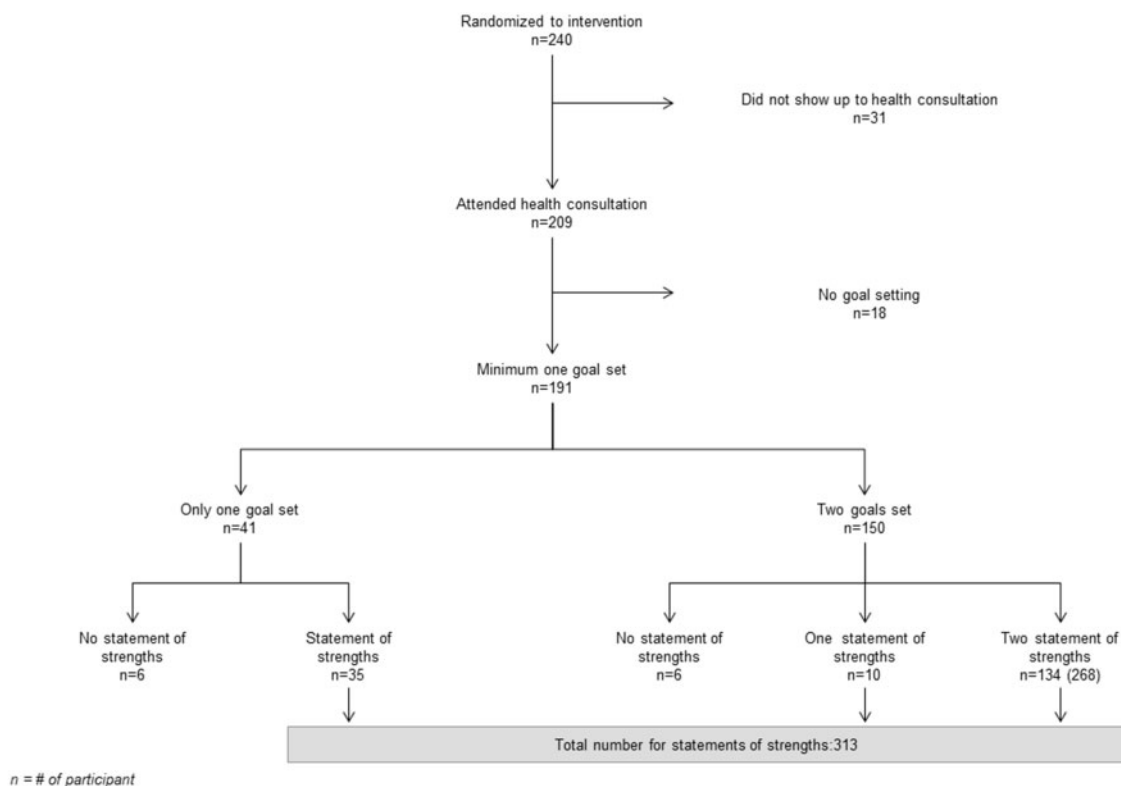 Randomized to intervention
n=240
Did not show up to health consultation
n=31
Attended health consultation
n=209
No goal setting
n=18
Minimum one goal set
n=191
Only one goal set
n=41
Two goals set
n=150
No statement of
strengths
n=6
Statement of
strengths
n=35
No statement of
strengths
n=6
One statement of
strengths
n=10
Two statement of
strengths
n=134 (268)
Total number for statements of strengths:313
n = # of participant